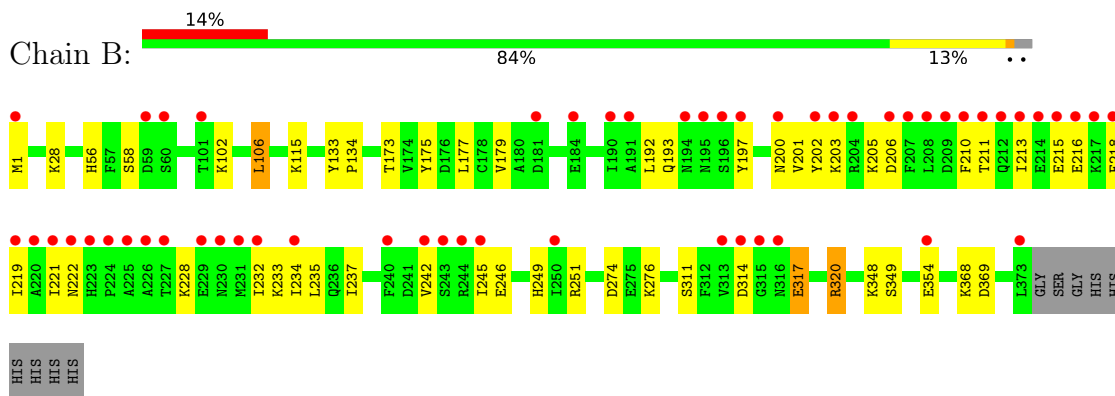 14%
Chain B:
84% 13% • •
M1 K28 H56 F57 S58 D59 S60 T101 K102 L106 K115 Y133 P134 T173 V174 Y175 D176 L177 C178 V179 A180 D181 E184 I190 A191 L192 Q193 N194 N195 S196 Y197 N200 V201 Y202 K203 R204 K205 D206 F207 L208 D209 F210 T211 Q212 I213 E214 E215 E216 K217 E218
I219 A220 I221 N222 H223 P224 A225 A226 T227 K228 E229 N230 M231 I232 K233 I234 L235 Q236 I237 F240 D241 V242 S243 R244 I245 E246 H249 I250 R251 D274 E275 K276 S311 F312 V313 D314 G315 N316 E317 R320 K348 S349 E354 K368 D369 L373 GLY SER GLY HIS HIS
HIS HIS HIS HIS